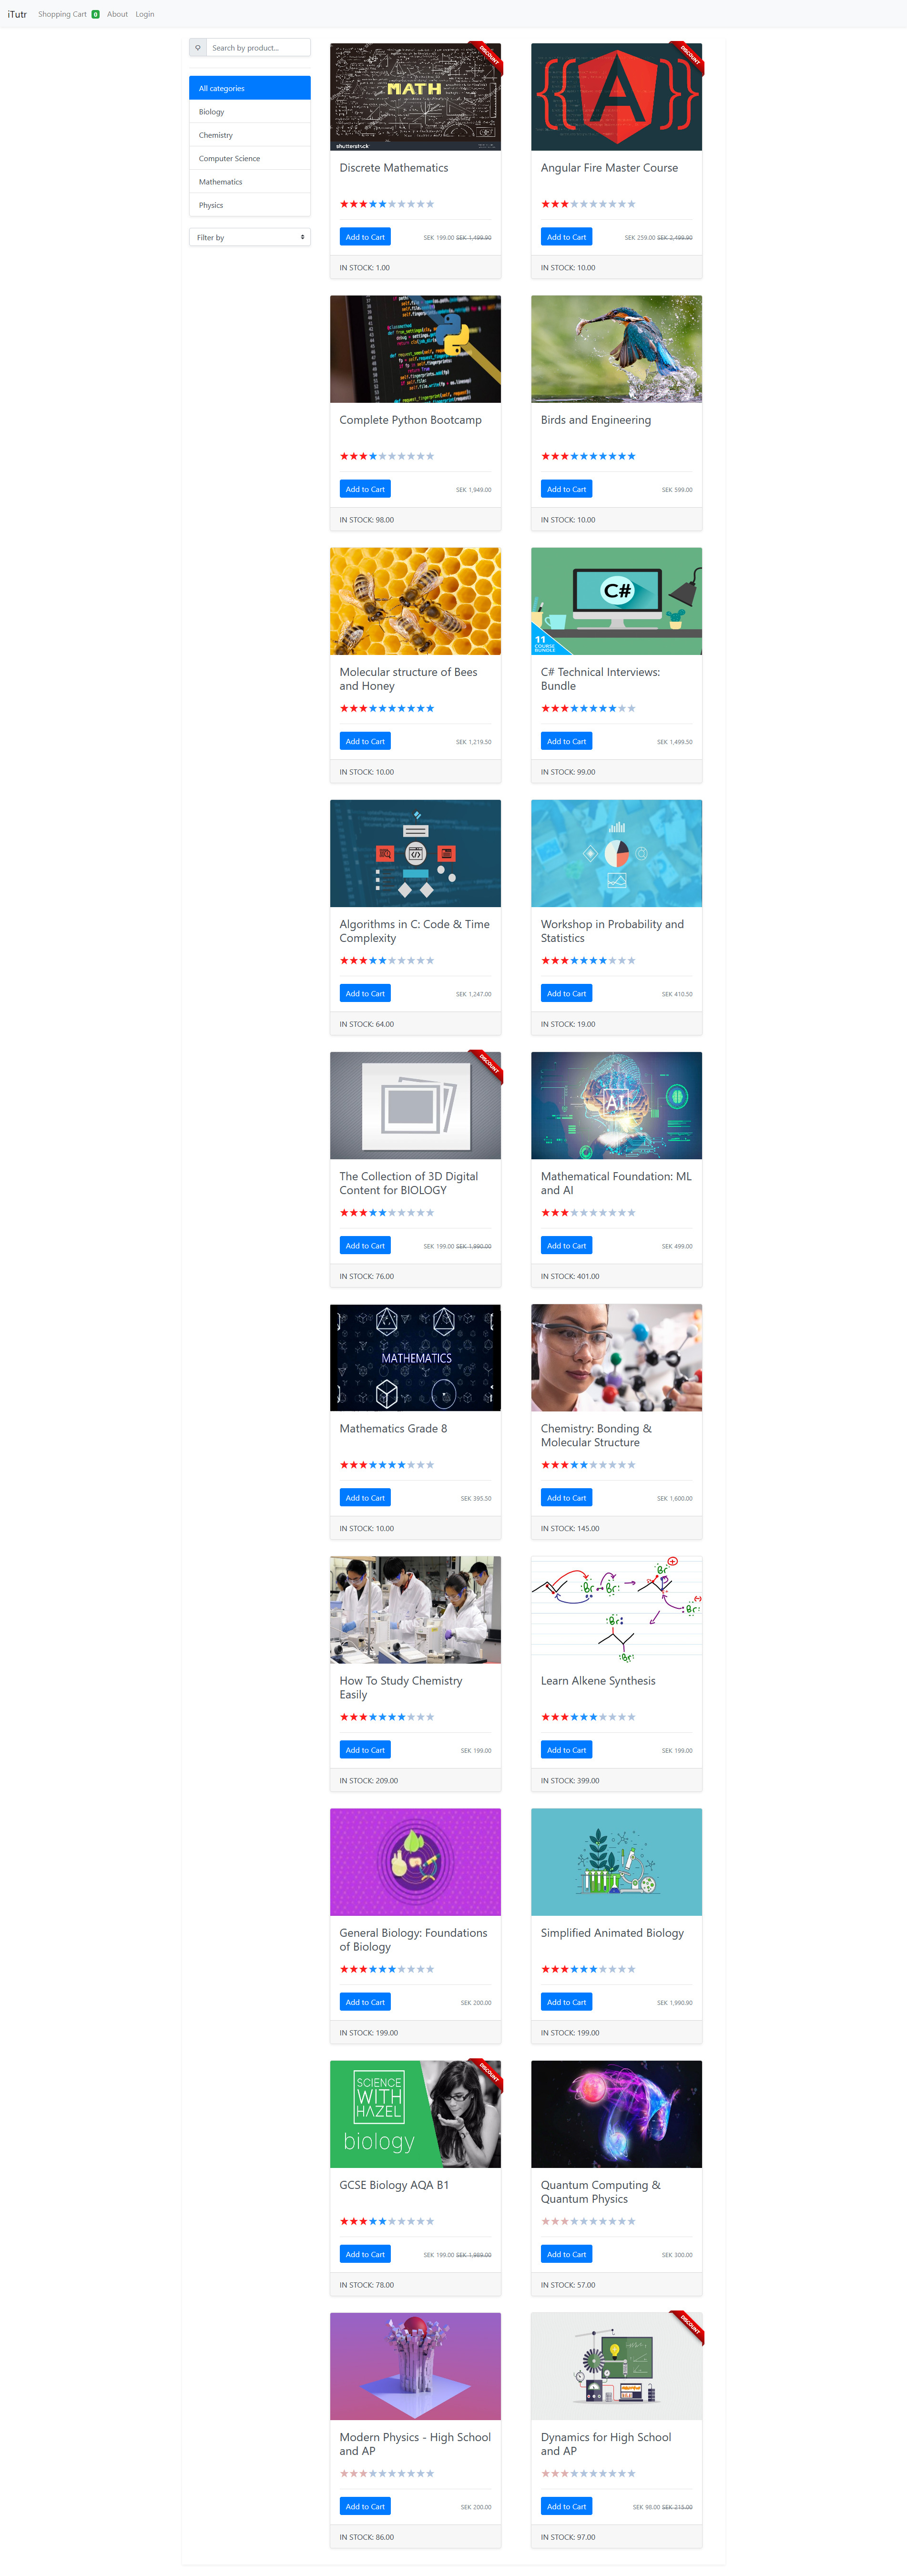 iTutr Shopping Cart 0 About Login
Search by product...
All categories
Biology
Chemistry
Computer Science
Mathematics
Physics
Filter by
DISCOUNT
MATH
shutterstock
Discrete Mathematics
Add to Cart SEK 199.00 SEK 1,499.90
IN STOCK: 1.00
DISCOUNT
{A}
Angular Fire Master Course
Add to Cart SEK 259.00 SEK 2,499.90
IN STOCK: 10.00
Complete Python Bootcamp
Add to Cart SEK 1,949.00
IN STOCK: 98.00
Birds and Engineering
Add to Cart SEK 599.00
IN STOCK: 10.00
Molecular structure of Bees
and Honey
Add to Cart SEK 1,219.50
IN STOCK: 10.00
C#
11
COURSE
BUNDLE
C# Technical Interviews:
Bundle
Add to Cart SEK 1,499.50
IN STOCK: 99.00
Algorithms in C: Code & Time
Complexity
Add to Cart SEK 1,247.00
IN STOCK: 64.00
Workshop in Probability and
Statistics
Add to Cart SEK 410.50
IN STOCK: 19.00
DISCOUNT
The Collection of 3D Digital
Content for BIOLOGY
Add to Cart SEK 199.00 SEK 1,990.00
IN STOCK: 76.00
AI
Mathematical Foundation: ML
and AI
Add to Cart SEK 499.00
IN STOCK: 401.00
MATHEMATICS
Mathematics Grade 8
Add to Cart SEK 395.50
IN STOCK: 10.00
Chemistry: Bonding &
Molecular Structure
Add to Cart SEK 1,600.00
IN STOCK: 145.00
How To Study Chemistry
Easily
Add to Cart SEK 199.00
IN STOCK: 209.00
Br
Br Br
Br
Br
Br
Learn Alkene Synthesis
Add to Cart SEK 199.00
IN STOCK: 399.00
General Biology: Foundations
of Biology
Add to Cart SEK 200.00
IN STOCK: 199.00
Simplified Animated Biology
Add to Cart SEK 1,990.90
IN STOCK: 199.00
DISCOUNT
SCIENCE
WITH
HAZEL
biology
GCSE Biology AQA B1
Add to Cart SEK 199.00 SEK 1,989.00
IN STOCK: 78.00
Quantum Computing &
Quantum Physics
Add to Cart SEK 300.00
IN STOCK: 57.00
Modern Physics - High School
and AP
Add to Cart SEK 200.00
IN STOCK: 86.00
DISCOUNT
Dynamics for High School
and AP
Add to Cart SEK 98.00 SEK 215.00
IN STOCK: 97.00